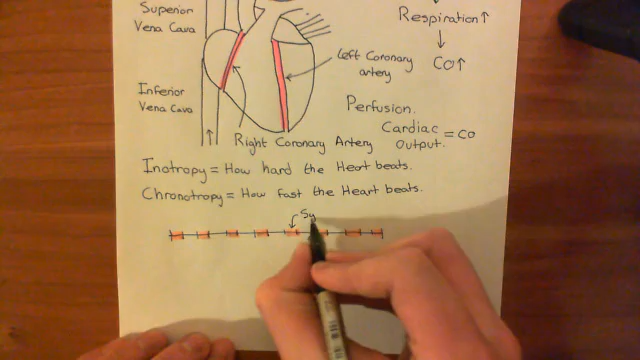 Superior
Vena Cava
Respiration↑
↓
CO↑
Left Coronary
artery
Inferior
Vena Cava
Perfusion.
Cardiac
Output. = CO
Right Coronary Artery
Inotropy = How hard the Heart beats.
Chronotropy = How fast the Heart beats.
Sy